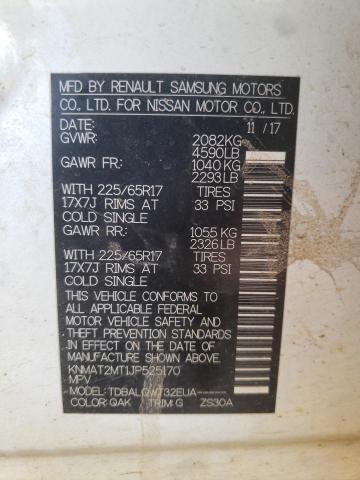 MFD BY RENAULT SAMSUNG MOTORS
CO., LTD. FOR NISSAN MOTOR CO., LTD.
DATE: 11 / 17
GVWR: 2082KG
4590LB
GAWR FR: 1040 KG
2293LB
WITH 225/65R17 TIRES
17X7J RIMS AT 33 PSI
COLD SINGLE
GAWR RR: 1055 KG
2326LB
WITH 225/65R17 TIRES
17X7J RIMS AT 33 PSI
COLD SINGLE
THIS VEHICLE CONFORMS TO
ALL APPLICABLE FEDERAL
MOTOR VEHICLE SAFETY AND
THEFT PREVENTION STANDARDS
IN EFFECT ON THE DATE OF
MANUFACTURE SHOWN ABOVE.
KNMAT2MT1JP525170
MPV
MODEL: TDBALQWT32EUA
COLOR: QAK TRIM: G ZS30A